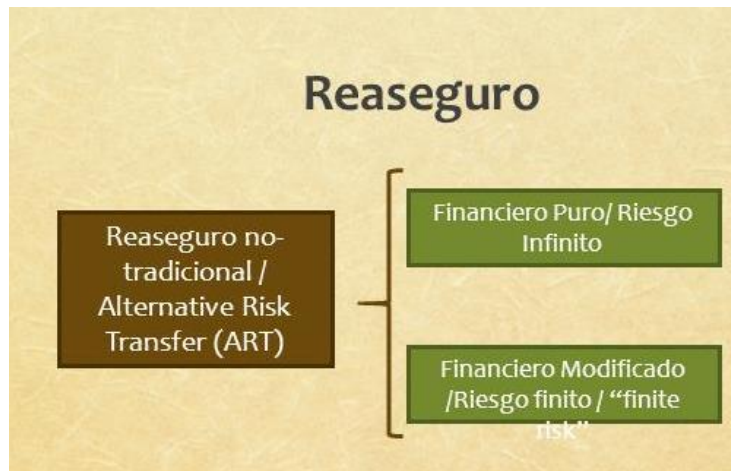 Reaseguro
Reaseguro no-
tradicional /
Alternative Risk
Transfer (ART)
Financiero Puro/ Riesgo
Infinito
Financiero Modificado
/Riesgo finito / “finite
risk”